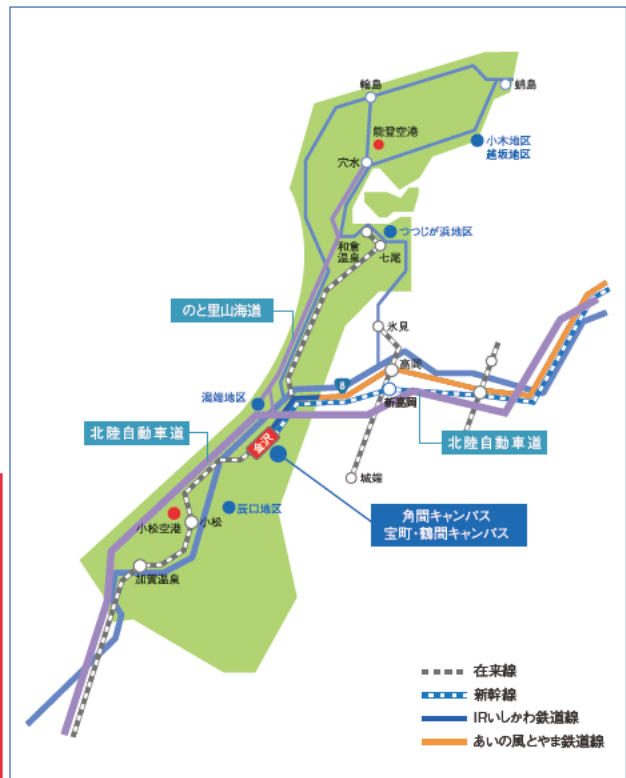 輪島
蛸島
能登空港
小木地区
越坂地区
穴水
つつじが浜地区
和倉
温泉
七尾
のと里山海道
氷見
高岡
8
新高岡
潟端地区
北陸自動車道
北陸自動車道
金沢
城端
辰口地区
小松空港
小松
角間キャンパス
宝町・鶴間キャンパス
加賀温泉
在来線
新幹線
IRいしかわ鉄道線
あいの風とやま鉄道線